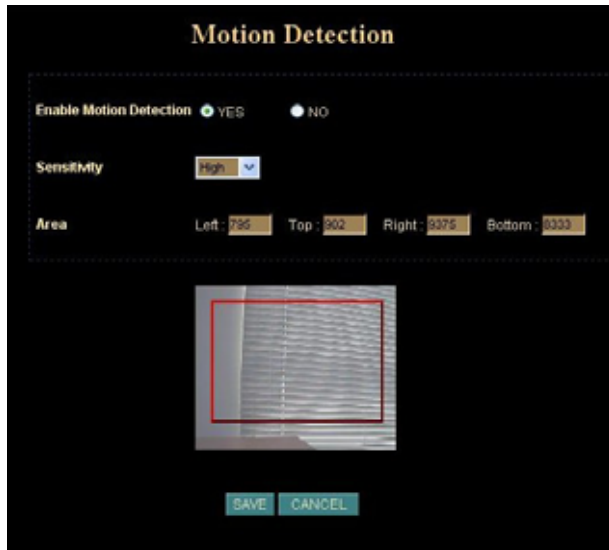 Motion Detection
Enable Motion Detection YES NO
Sensitivity High
Area Left : 795 Top : 902 Right : 9375 Bottom : 8333
SAVE CANCEL